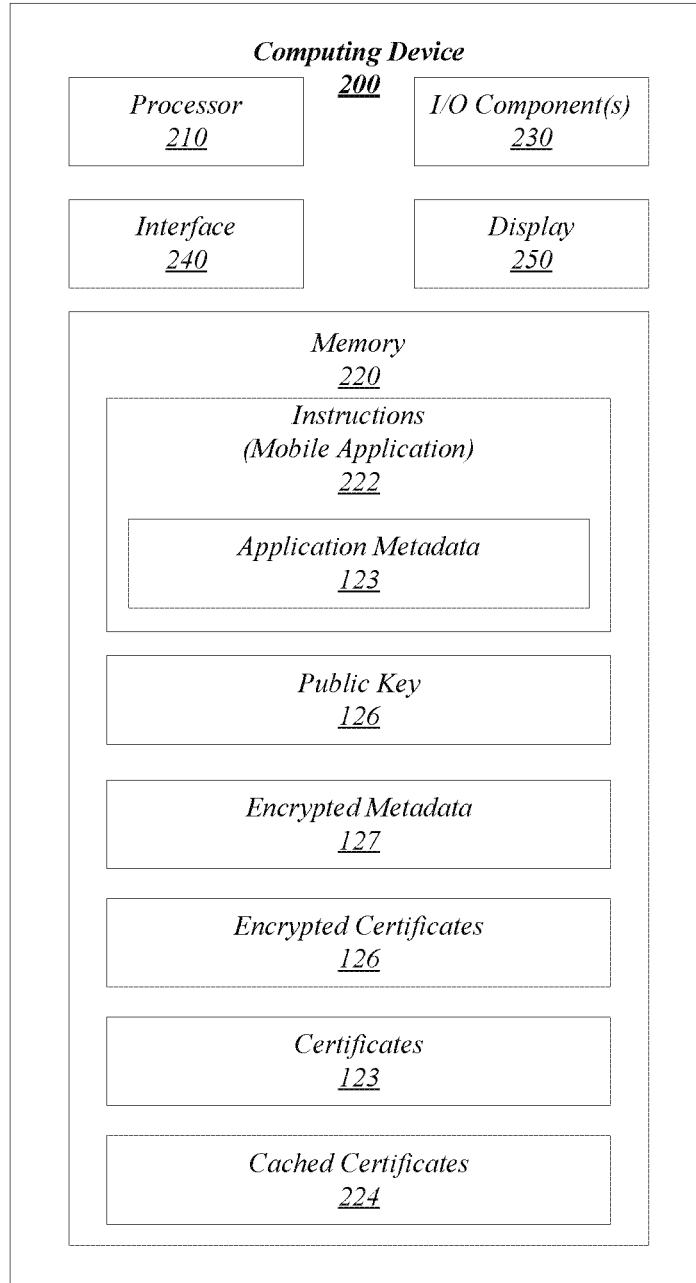 Computing Device
200
Processor
210
I/O Component(s)
230
Interface
240
Display
250
Memory
220
Instructions
(Mobile Application)
222
Application Metadata
123
Public Key
126
Encrypted Metadata
127
Encrypted Certificates
126
Certificates
123
Cached Certificates
224